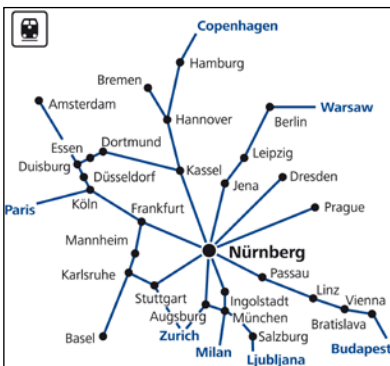 Copenhagen
Hamburg
Bremen
Amsterdam
Warsaw
Hannover
Berlin
Essen
Dortmund
Leipzig
Duisburg
Kassel
Düsseldorf
Jena
Dresden
Köln
Paris
Frankfurt
Prague
Nürnberg
Mannheim
Karlsruhe
Passau
Stuttgart
Ingolstadt
Linz
Augsburg
München
Vienna
Bratislava
Basel
Zurich
Salzburg
Milan
Ljubljana
Budapest